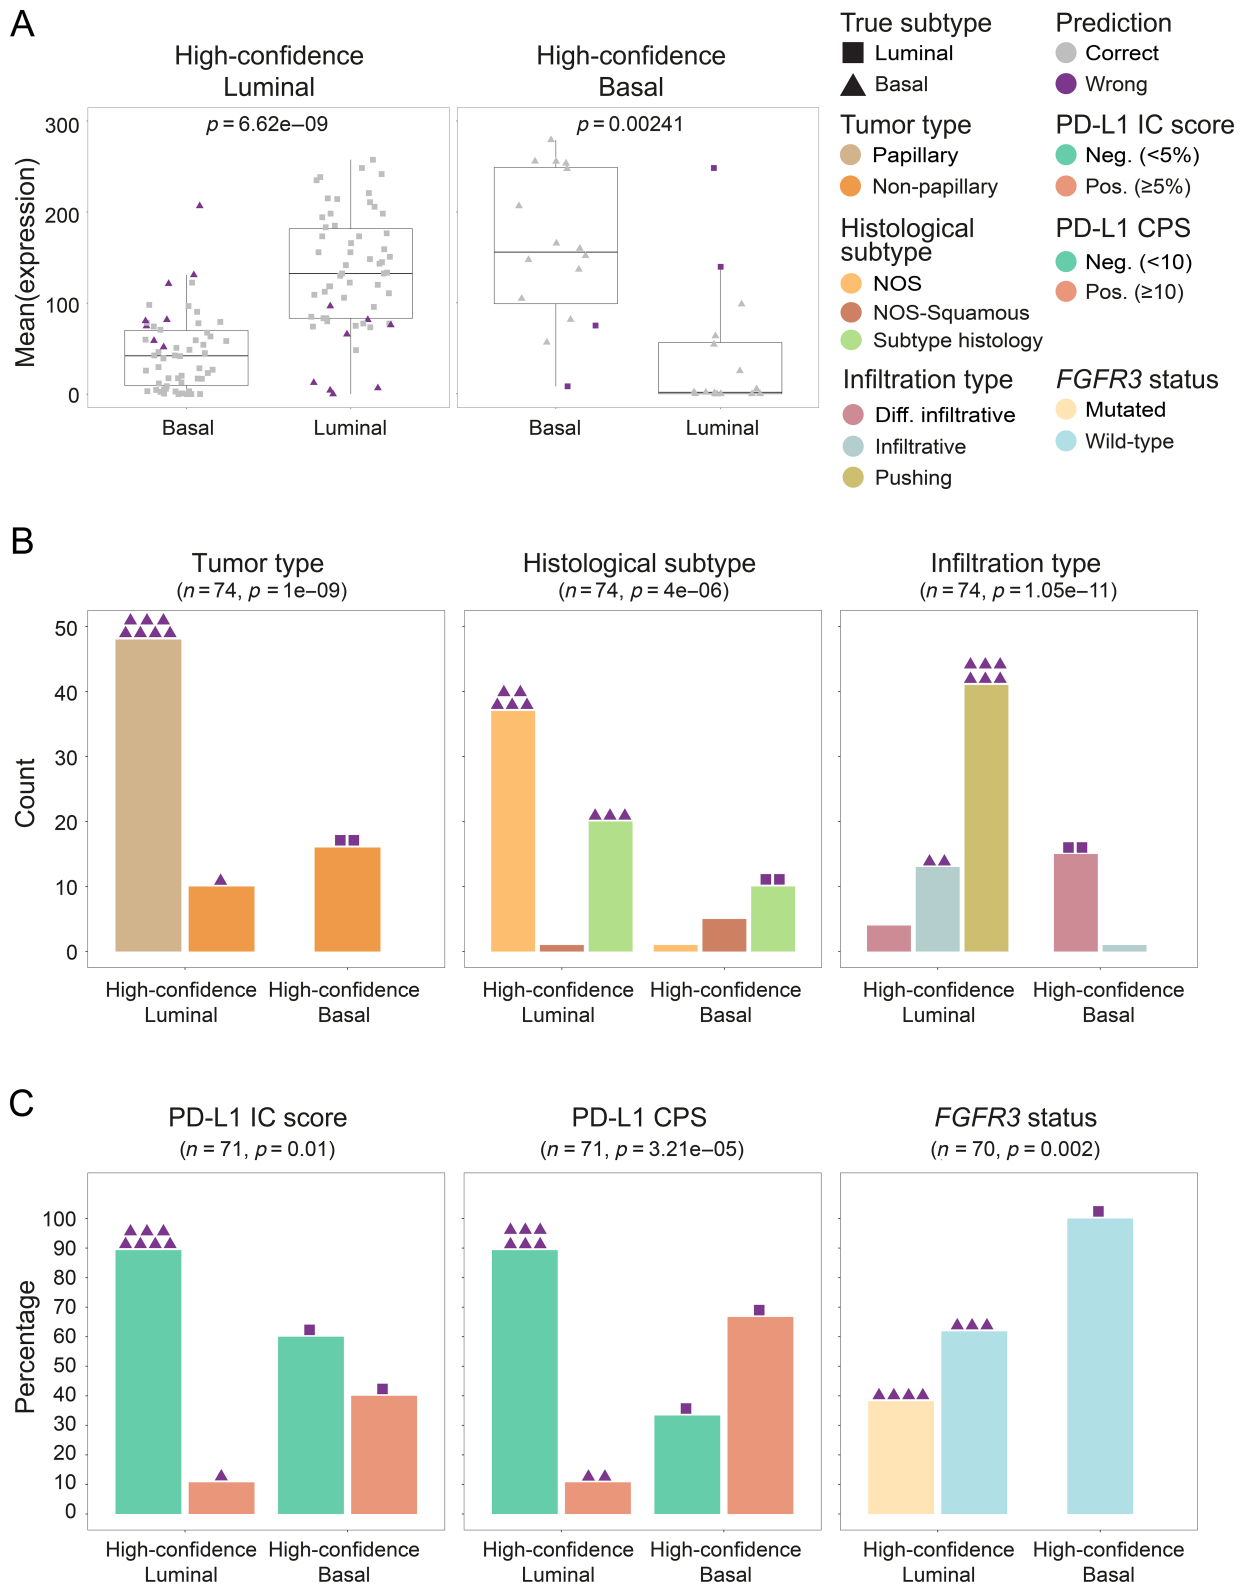 A
High-confidence
Luminal
High-confidence
Basal
p = 6.62e–09
p = 0.00241
Mean(expression)
300
200
100
0
Basal
Luminal
Basal
Luminal
True subtype
Luminal
Basal
Prediction
Correct
Wrong
Tumor type
Papillary
Non-papillary
PD-L1 IC score
Neg. (<5%)
Pos. (≥5%)
Histological
subtype
NOS
NOS-Squamous
Subtype histology
PD-L1 CPS
Neg. (<10)
Pos. (≥10)
Infiltration type
Diff. infiltrative
Infiltrative
Pushing
FGFR3 status
Mutated
Wild-type
B
Tumor type
(n = 74, p = 1e–09)
Histological subtype
(n = 74, p = 4e–06)
Infiltration type
(n = 74, p = 1.05e–11)
Count
50
40
30
20
10
0
High-confidence
Luminal
High-confidence
Basal
High-confidence
Luminal
High-confidence
Basal
High-confidence
Luminal
High-confidence
Basal
C
PD-L1 IC score
(n = 71, p = 0.01)
PD-L1 CPS
(n = 71, p = 3.21e–05)
FGFR3 status
(n = 70, p = 0.002)
Percentage
100
90
80
70
60
50
40
30
20
10
0
High-confidence
Luminal
High-confidence
Basal
High-confidence
Luminal
High-confidence
Basal
High-confidence
Luminal
High-confidence
Basal